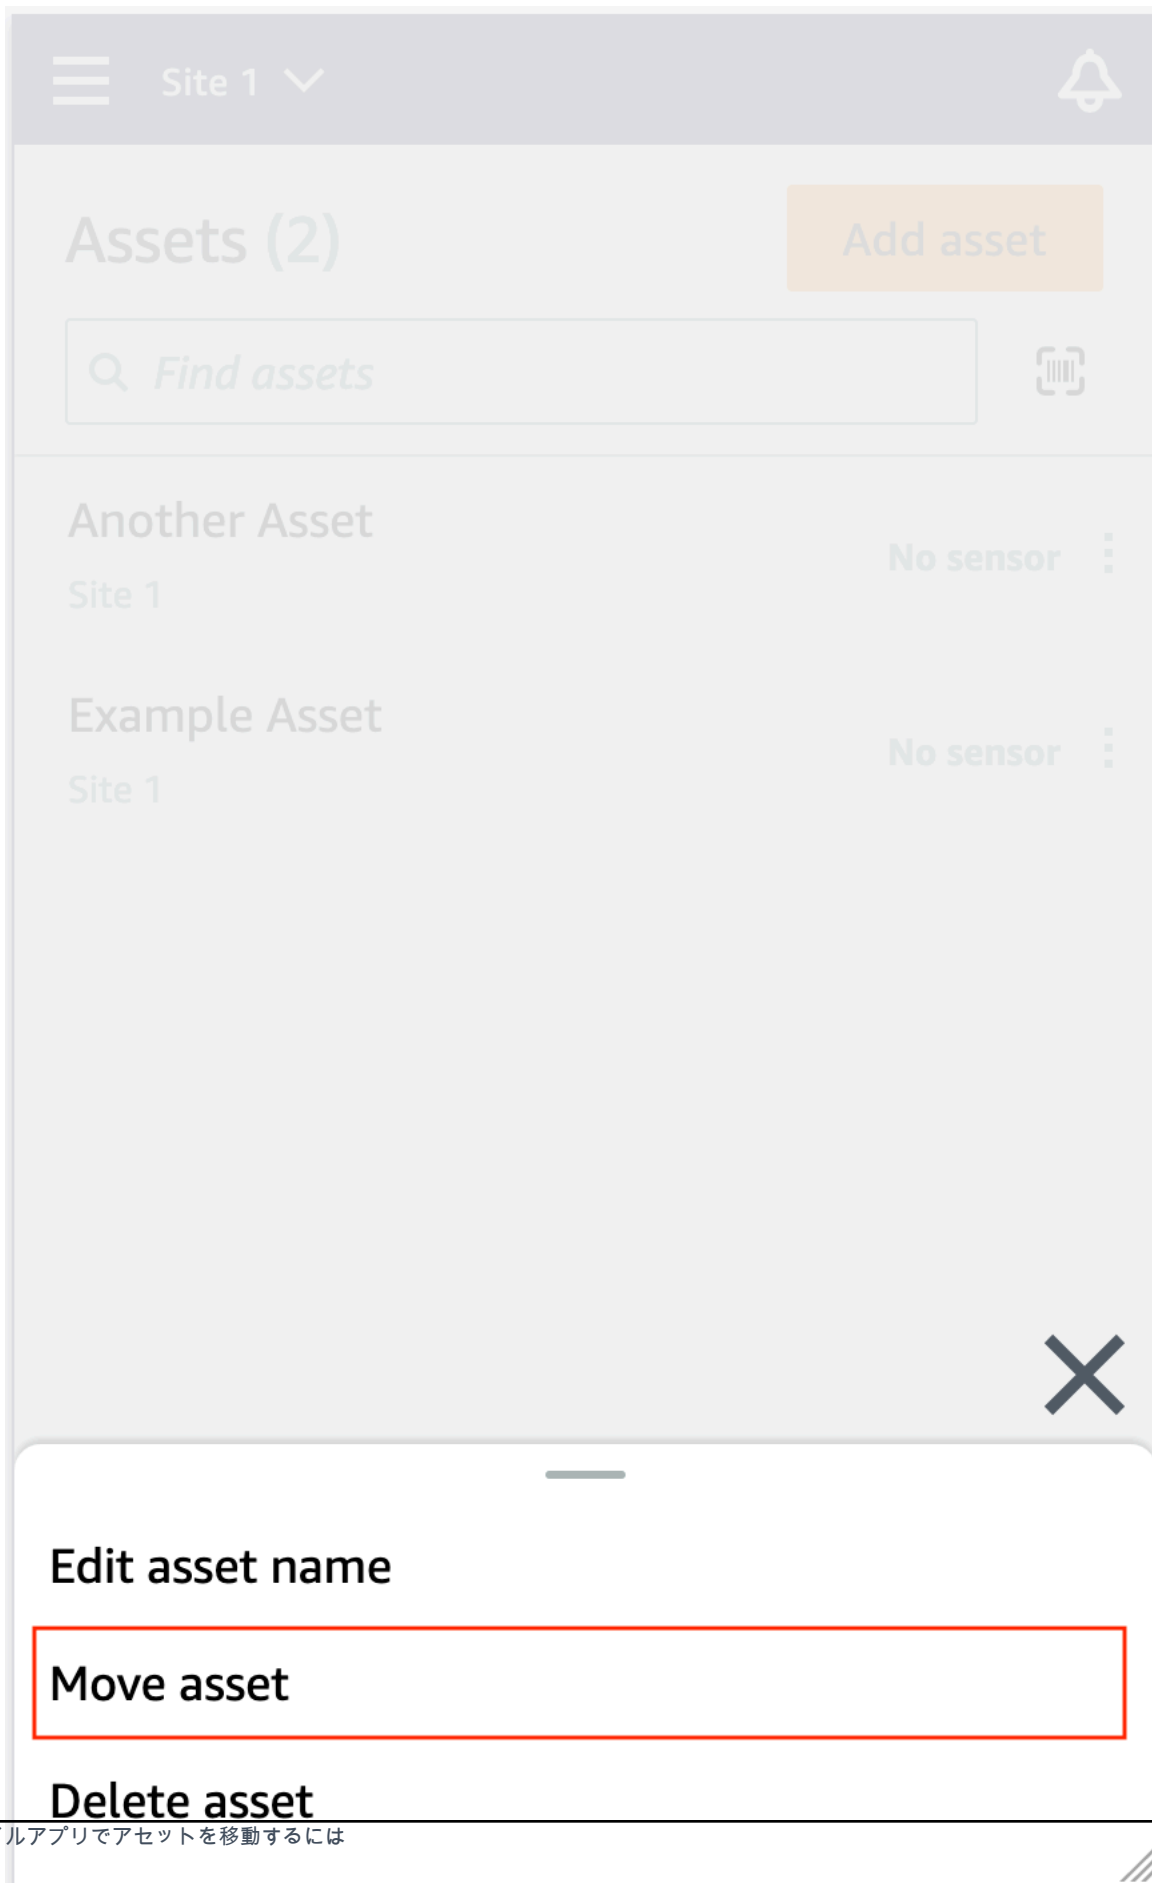 Site 1
Assets (2)
Add asset
Find assets
Another Asset
No sensor
Site 1
Example Asset
No sensor
Site 1
Edit asset name
Move asset
Delete asset
ルアプリでアセットを移動するには